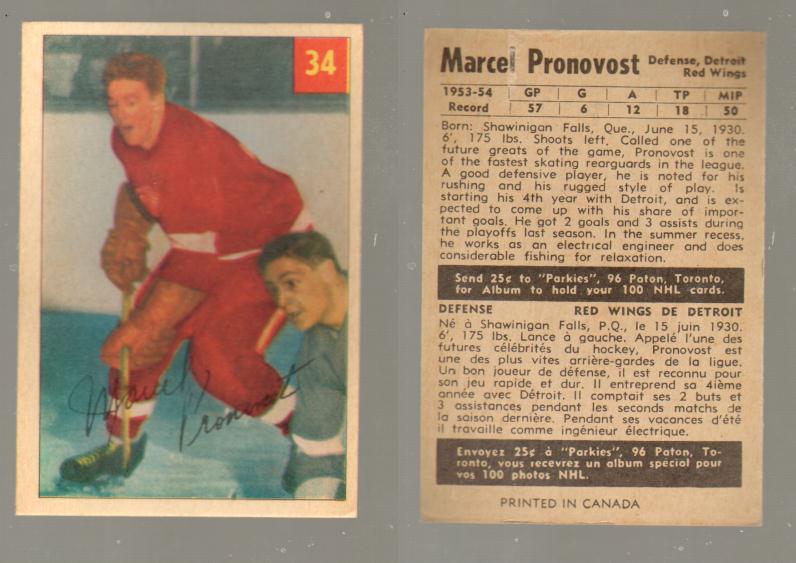 34
Marcel Pronovost
Marcel Pronovost
Defense, Detroit
Red Wings
1953-54 GP G A TP MIP
Record 57 6 12 18 50
Born: Shawinigan Falls, Que., June 15, 1930.
6', 175 lbs. Shoots left. Called one of the
future greats of the game, Pronovost is one
of the fastest skating rearguards in the league.
A good defensive player, he is noted for his
rushing and his rugged style of play. Is
starting his 4th year with Detroit, and is ex-
pected to come up with his share of impor-
tant goals. He got 2 goals and 3 assists during
the playoffs last season. In the summer recess,
he works as an electrical engineer and does
considerable fishing for relaxation.
Send 25¢ to "Parkies", 96 Paton, Toronto,
for Album to hold your 100 NHL cards.
DEFENSE RED WINGS DE DETROIT
Né à Shawinigan Falls, P.Q., le 15 juin 1930.
6', 175 lbs. Lance à gauche. Appelé l'une des
futures célébrités du hockey, Pronovost est
une des plus vites arrière-gardes de la ligue.
Un bon joueur de défense, il est reconnu pour
son jeu rapide et dur. Il entreprend sa 4ième
année avec Détroit. Il comptait ses 2 buts et
3 assistances pendant les seconds matchs de
la saison dernière. Pendant ses vacances d'été
il travaille comme ingénieur électrique.
Envoyez 25¢ à "Parkies", 96 Paton, To-
ronto, vous recevrez un album spécial pour
vos 100 photos NHL.
PRINTED IN CANADA